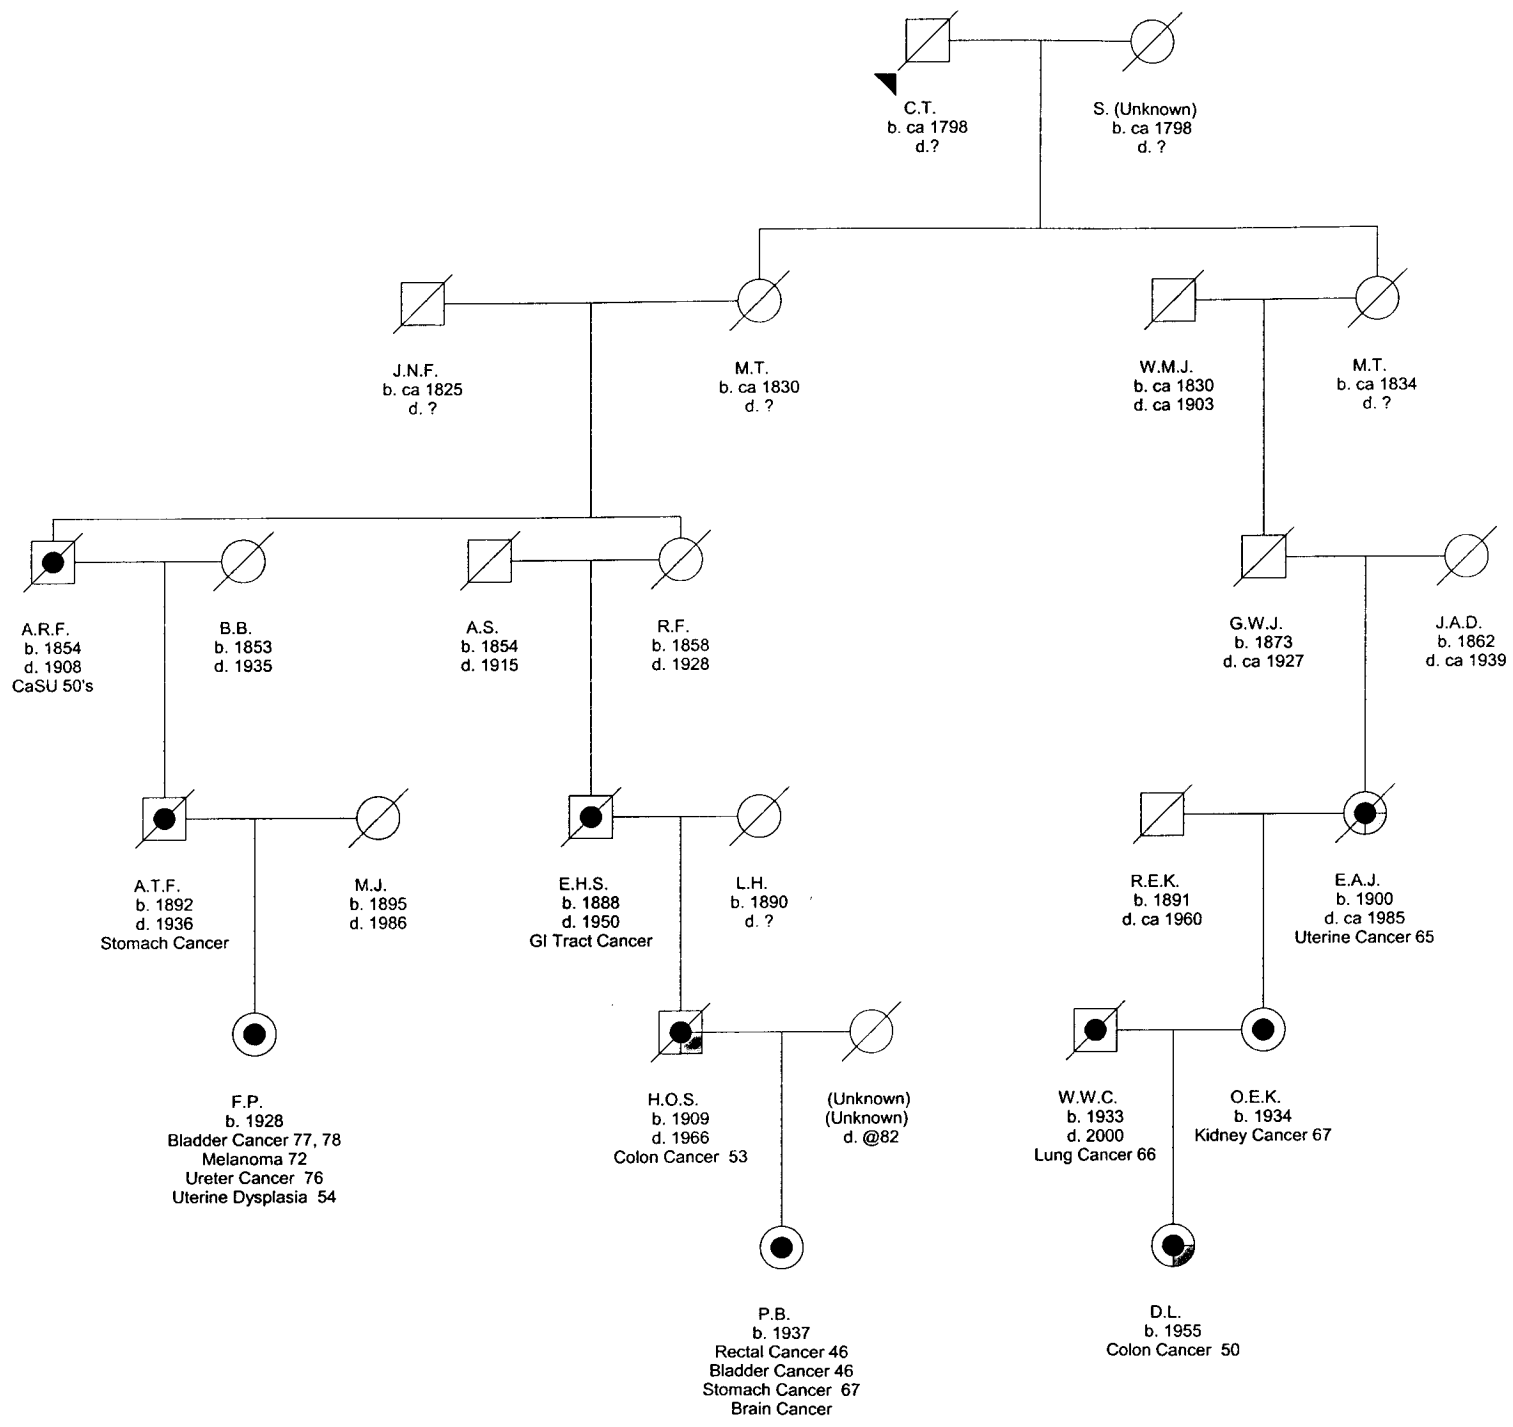 C.T.
b. ca 1798
d.?
S. (Unknown)
b. ca 1798
d. ?
J.N.F.
b. ca 1825
d. ?
M.T.
b. ca 1830
d. ?
W.M.J.
b. ca 1830
d. ca 1903
M.T.
b. ca 1834
d. ?
A.R.F.
b. 1854
d. 1908
CaSU 50's
B.B.
b. 1853
d. 1935
A.S.
b. 1854
d. 1915
R.F.
b. 1858
d. 1928
G.W.J.
b. 1873
d. ca 1927
J.A.D.
b. 1862
d. ca 1939
A.T.F.
b. 1892
d. 1936
Stomach Cancer
M.J.
b. 1895
d. 1986
E.H.S.
b. 1888
d. 1950
GI Tract Cancer
L.H.
b. 1890
d. ?
R.E.K.
b. 1891
d. ca 1960
E.A.J.
b. 1900
d. ca 1985
Uterine Cancer 65
F.P.
b. 1928
Bladder Cancer 77, 78
Melanoma 72
Ureter Cancer 76
Uterine Dysplasia 54
H.O.S.
b. 1909
d. 1966
Colon Cancer 53
(Unknown)
(Unknown)
d. @82
W.W.C.
b. 1933
d. 2000
Lung Cancer 66
O.E.K.
b. 1934
Kidney Cancer 67
P.B.
b. 1937
Rectal Cancer 46
Bladder Cancer 46
Stomach Cancer 67
Brain Cancer
D.L.
b. 1955
Colon Cancer 50